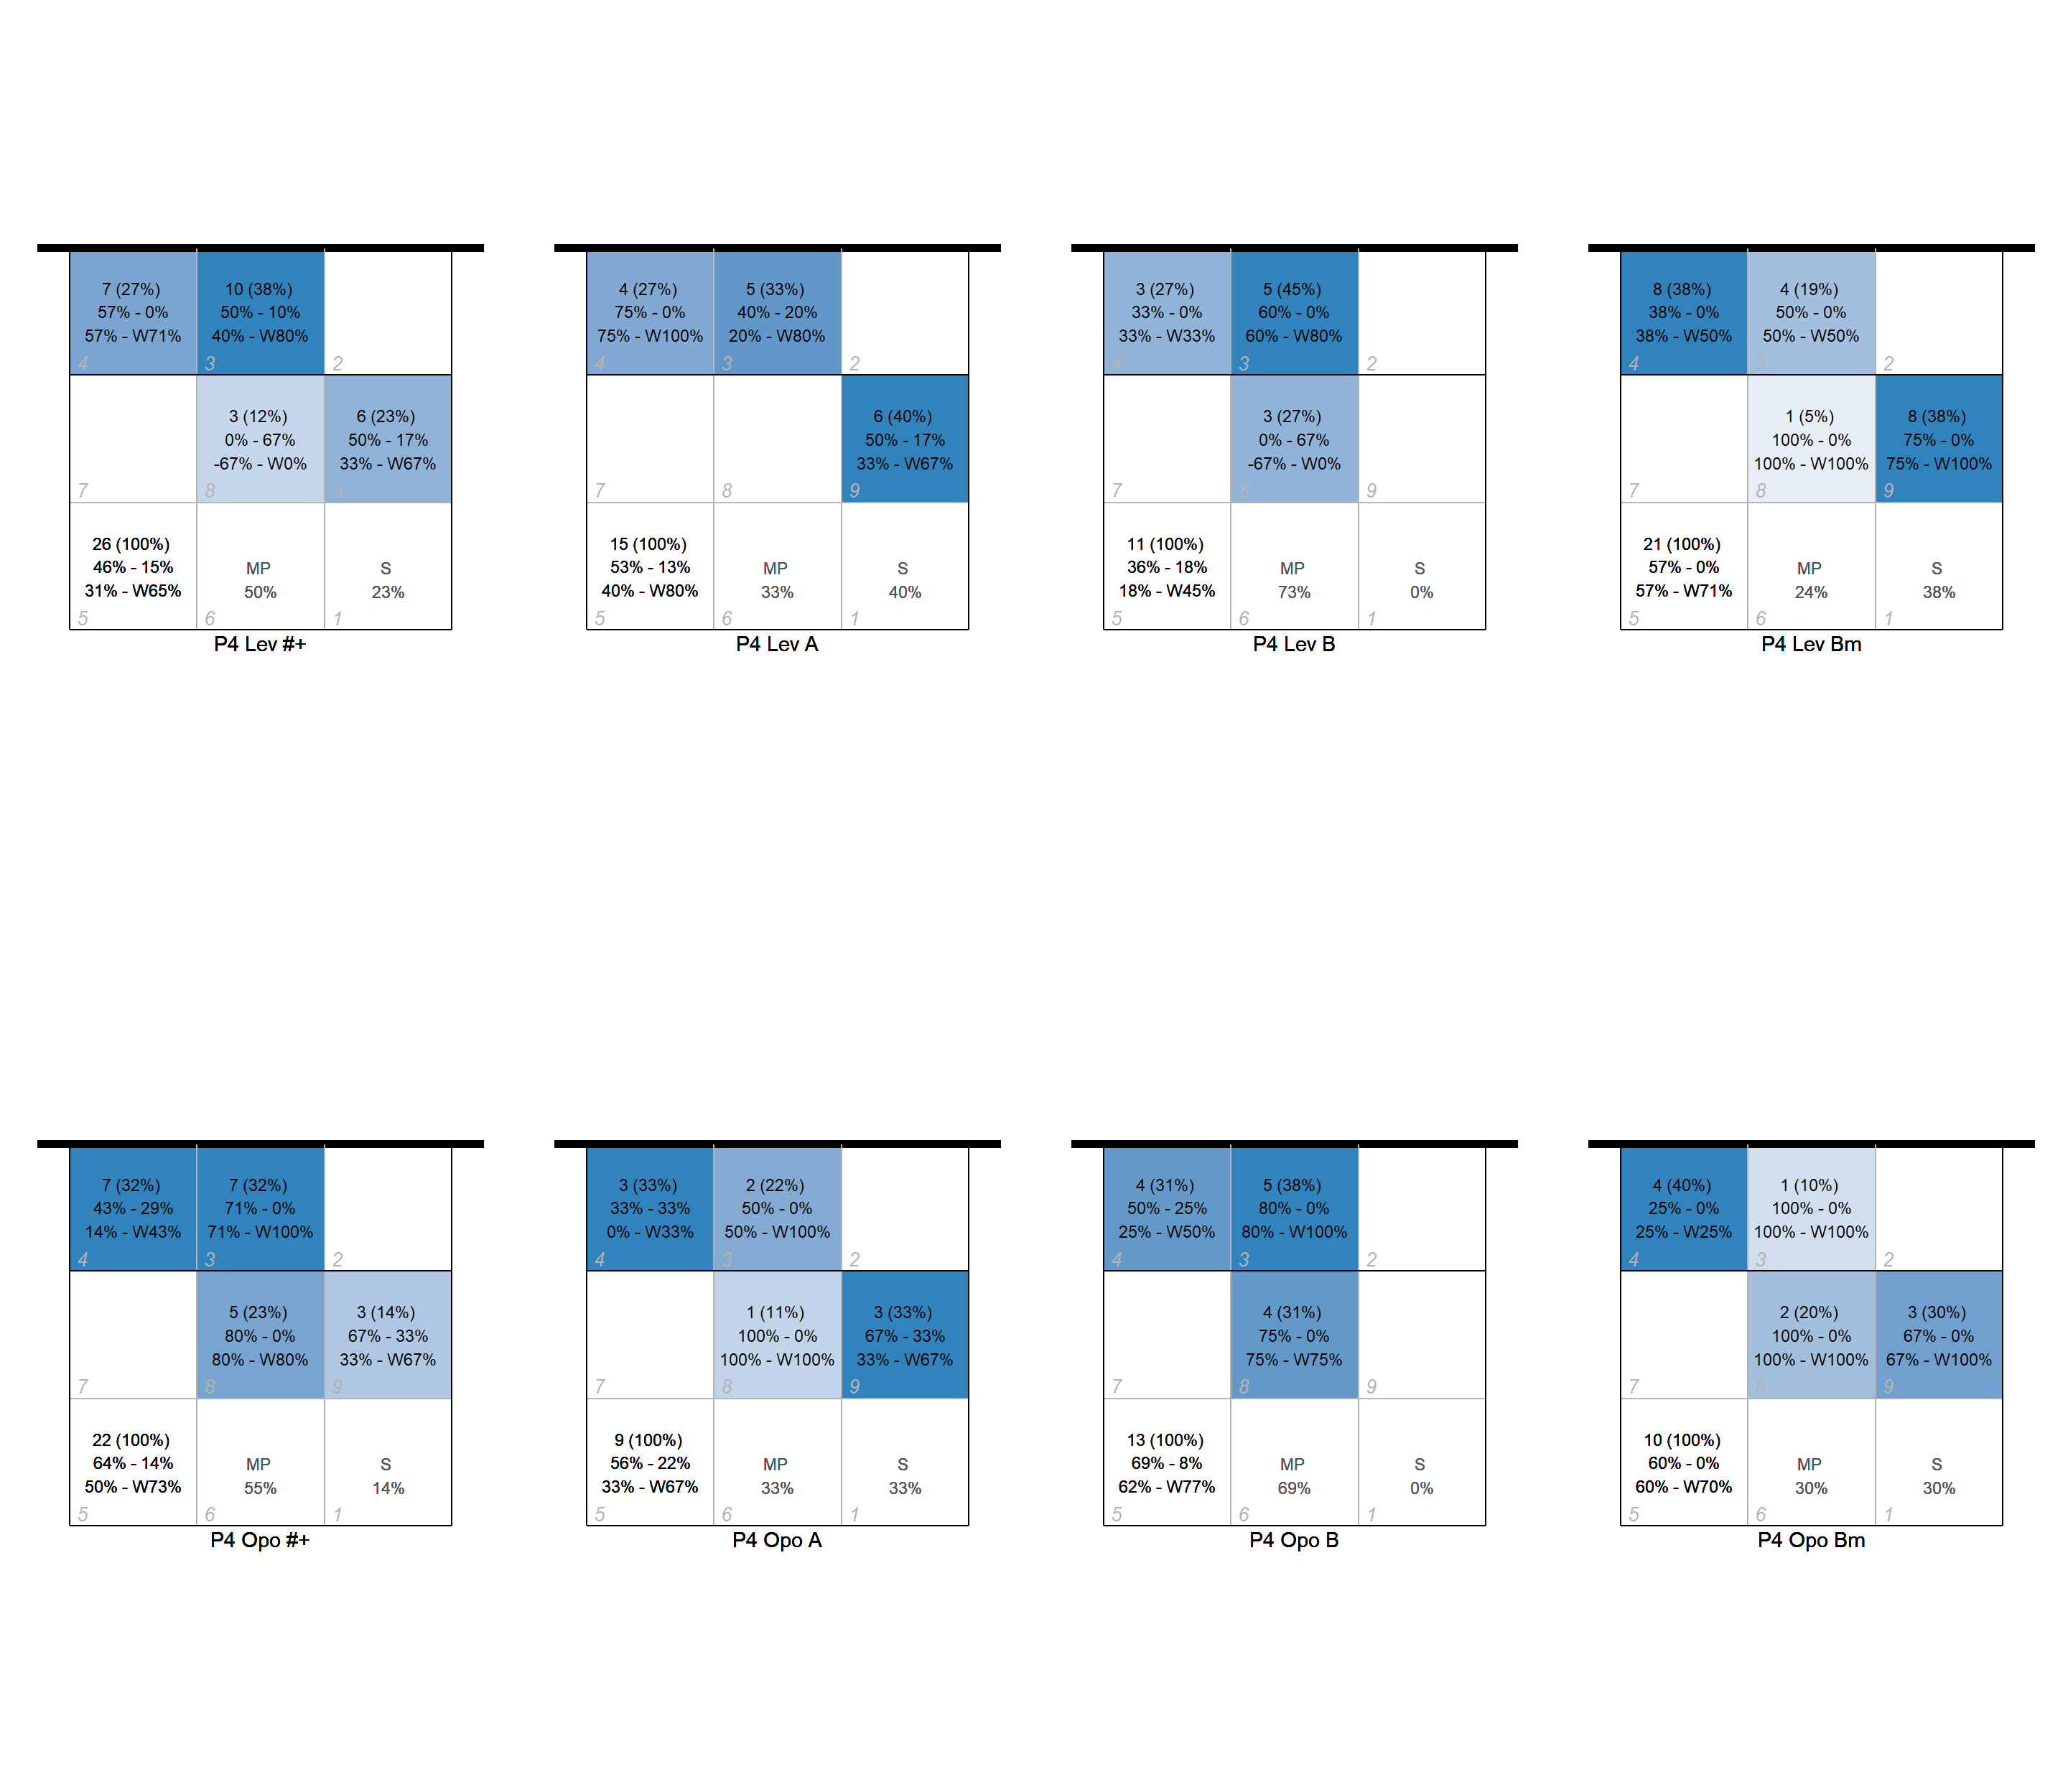 7 (27%)
57% - 0%
57% - W71%
4
10 (38%)
50% - 10%
40% - W80%
3
2
7
3 (12%)
0% - 67%
-67% - W0%
8
6 (23%)
50% - 17%
33% - W67%
9
26 (100%)
46% - 15%
31% - W65%
5
MP
50%
6
S
23%
1
P4 Lev #+
4 (27%)
75% - 0%
75% - W100%
4
5 (33%)
40% - 20%
20% - W80%
3
2
7
8
6 (40%)
50% - 17%
33% - W67%
9
15 (100%)
53% - 13%
40% - W80%
5
MP
33%
6
S
40%
1
P4 Lev A
3 (27%)
33% - 0%
33% - W33%
4
5 (45%)
60% - 0%
60% - W80%
3
2
7
3 (27%)
0% - 67%
-67% - W0%
8
9
11 (100%)
36% - 18%
18% - W45%
5
MP
73%
6
S
0%
1
P4 Lev B
8 (38%)
38% - 0%
38% - W50%
4
4 (19%)
50% - 0%
50% - W50%
3
2
7
1 (5%)
100% - 0%
100% - W100%
8
8 (38%)
75% - 0%
75% - W100%
9
21 (100%)
57% - 0%
57% - W71%
5
MP
24%
6
S
38%
1
P4 Lev Bm
7 (32%)
43% - 29%
14% - W43%
4
7 (32%)
71% - 0%
71% - W100%
3
2
7
5 (23%)
80% - 0%
80% - W80%
8
3 (14%)
67% - 33%
33% - W67%
9
22 (100%)
64% - 14%
50% - W73%
5
MP
55%
6
S
14%
1
P4 Opo #+
3 (33%)
33% - 33%
0% - W33%
4
2 (22%)
50% - 0%
50% - W100%
3
2
7
1 (11%)
100% - 0%
100% - W100%
8
3 (33%)
67% - 33%
33% - W67%
9
9 (100%)
56% - 22%
33% - W67%
5
MP
33%
6
S
33%
1
P4 Opo A
4 (31%)
50% - 25%
25% - W50%
4
5 (38%)
80% - 0%
80% - W100%
3
2
7
4 (31%)
75% - 0%
75% - W75%
8
9
13 (100%)
69% - 8%
62% - W77%
5
MP
69%
6
S
0%
1
P4 Opo B
4 (40%)
25% - 0%
25% - W25%
4
1 (10%)
100% - 0%
100% - W100%
3
2
7
2 (20%)
100% - 0%
100% - W100%
8
3 (30%)
67% - 0%
67% - W100%
9
10 (100%)
60% - 0%
60% - W70%
5
MP
30%
6
S
30%
1
P4 Opo Bm